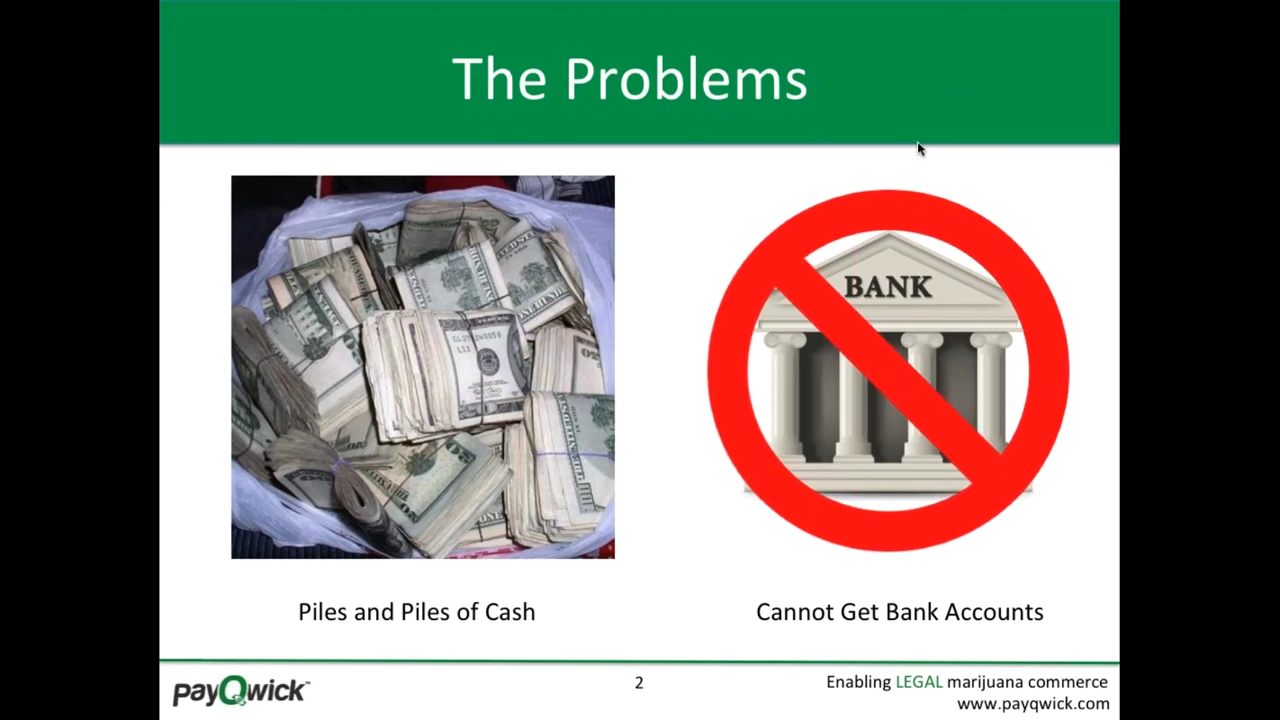 The Problems
BANK
Piles and Piles of Cash
Cannot Get Bank Accounts
payQwick™
2
Enabling LEGAL marijuana commerce
www.payqwick.com